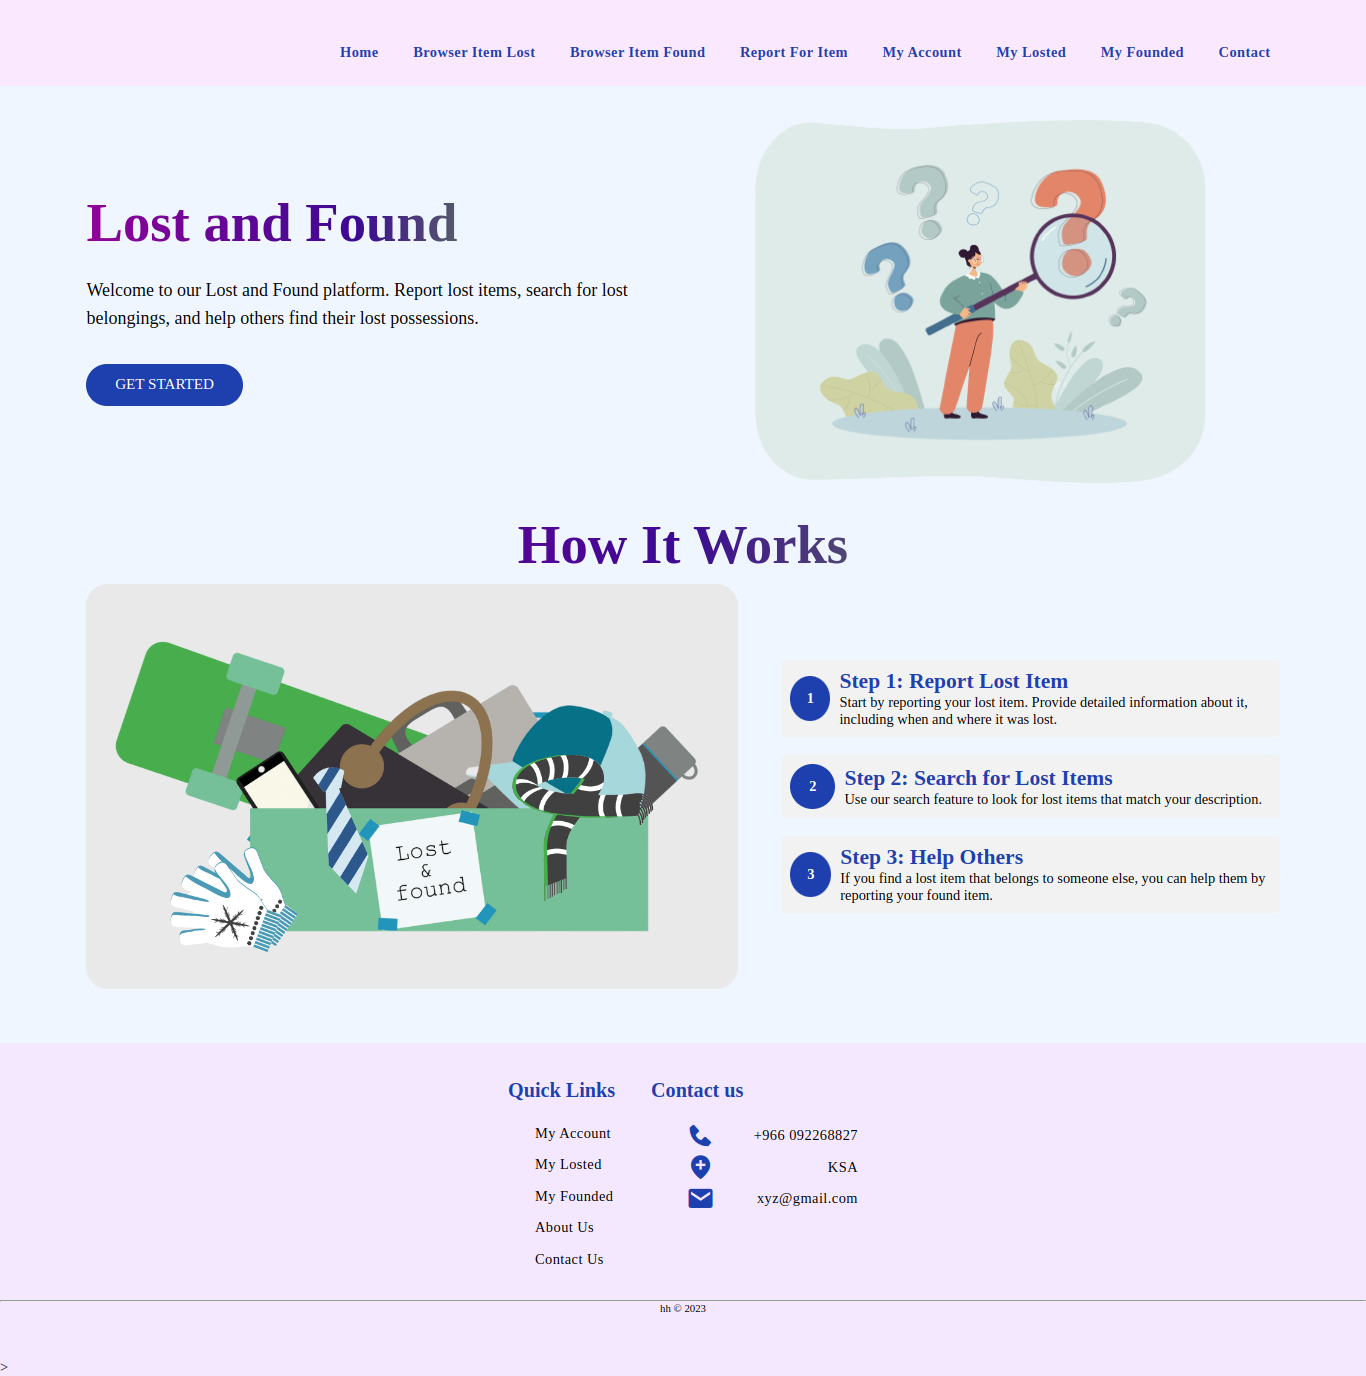 Home Browser Item Lost Browser Item Found Report For Item My Account My Losted My Founded Contact
Lost and Found
Welcome to our Lost and Found platform. Report lost items, search for lost
belongings, and help others find their lost possessions.
GET STARTED
? ? ? ? ?
How It Works
Lost
&
found
1
Step 1: Report Lost Item
Start by reporting your lost item. Provide detailed information about it,
including when and where it was lost.
2
Step 2: Search for Lost Items
Use our search feature to look for lost items that match your description.
3
Step 3: Help Others
If you find a lost item that belongs to someone else, you can help them by
reporting your found item.
Quick Links
My Account
My Losted
My Founded
About Us
Contact Us
Contact us
+966 092268827
KSA
xyz@gmail.com
hh © 2023
>